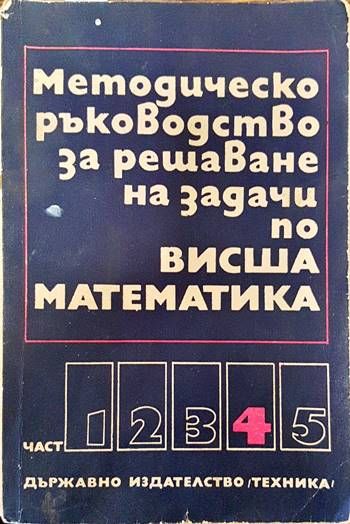 Методическо
ръководство
за решаване
на задачи
по
ВИСША
МАТЕМАТИКА
ЧАСТ 1 2 3 4 5
ДЪРЖАВНО ИЗДАТЕЛСТВО /ТЕХНИКА/